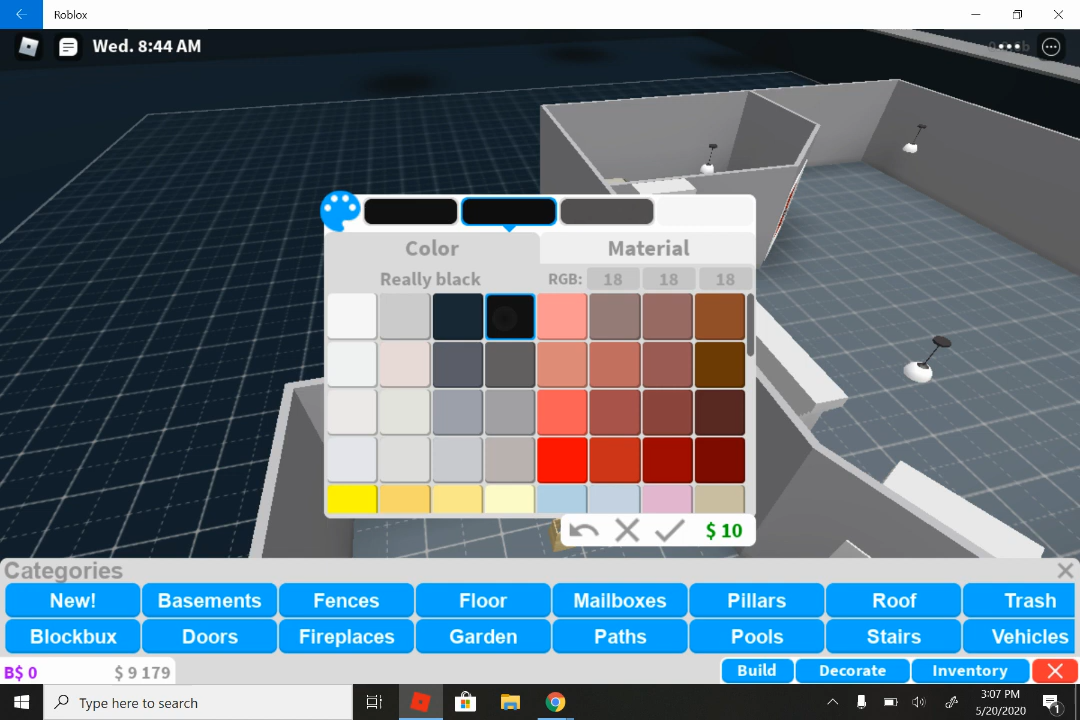 Roblox
Wed. 8:44 AM
Color
Material
Really black
RGB: 18 18 18
$ 10
Categories
New! Basements Fences Floor Mailboxes Pillars Roof Trash
Blockbux Doors Fireplaces Garden Paths Pools Stairs Vehicles
B$ 0
$ 9 179
Build Decorate Inventory
Type here to search
3:07 PM
5/20/2020
1